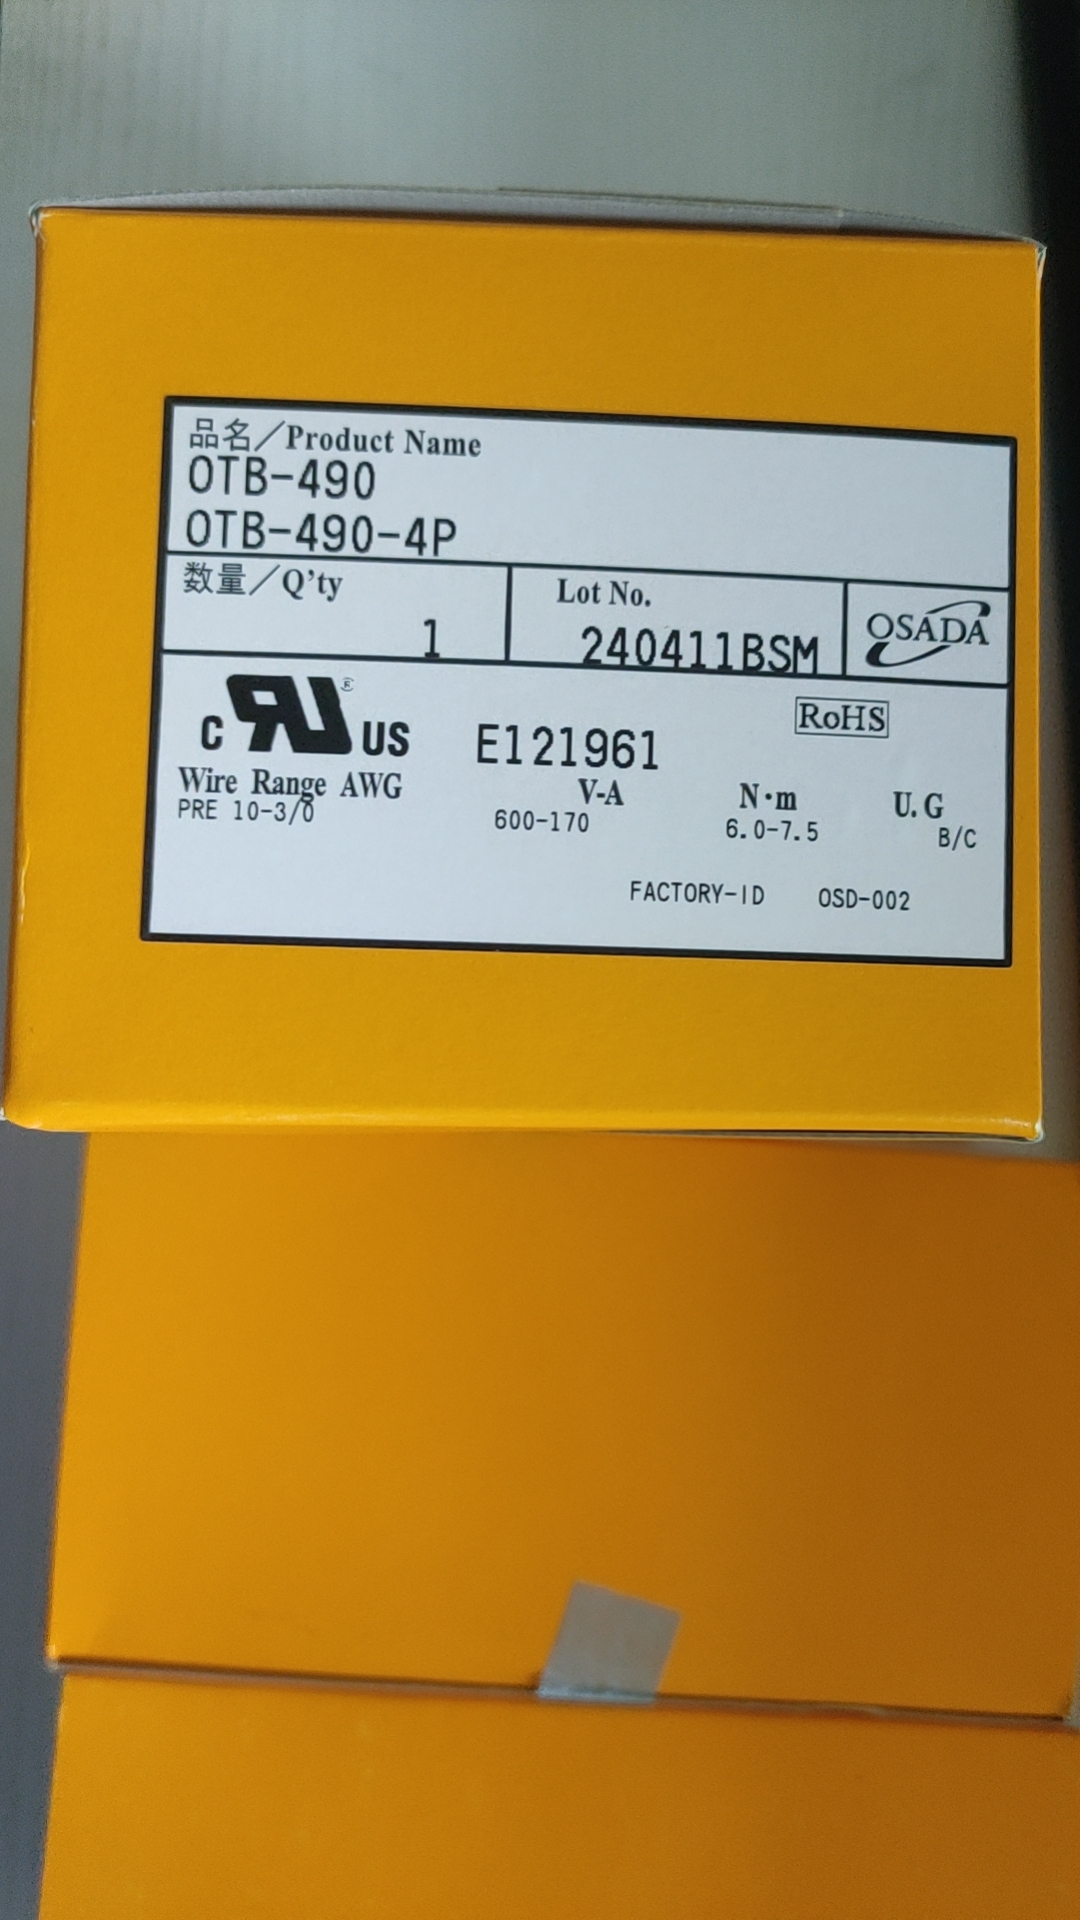 品名／Product Name
OTB-490
OTB-490-4P
数量／Q'ty
1
Lot No.
240411BSM
OSADA
c RU ® US
E121961
RoHS
Wire Range AWG
PRE 10-3/0
V-A
600-170
N·m
6.0-7.5
U.G
B/C
FACTORY-ID OSD-002